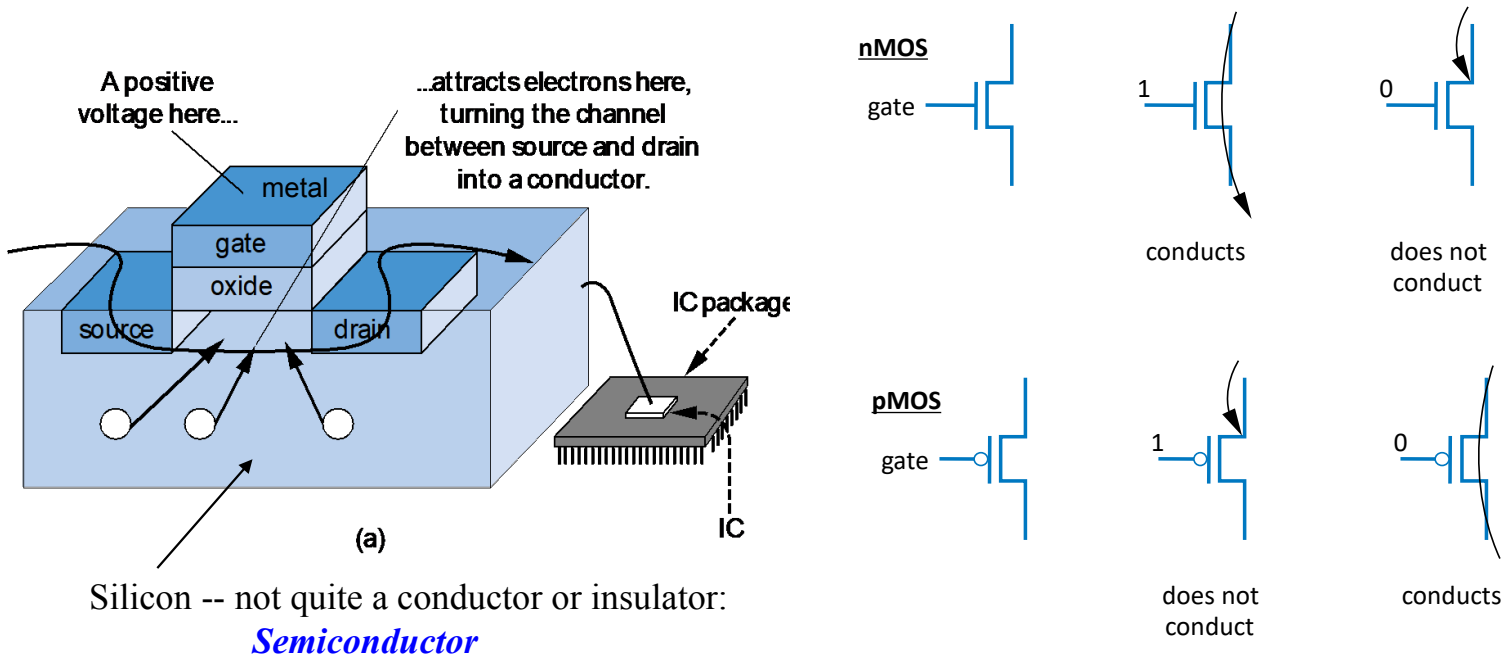 A positive
voltage here...
...attracts electrons here,
turning the channel
between source and drain
into a conductor.
metal
gate
oxide
source
drain
IC package
IC
(a)
Silicon -- not quite a conductor or insulator:
Semiconductor
nMOS
gate
1
conducts
0
does not
conduct
pMOS
gate
1
does not
conduct
0
conducts